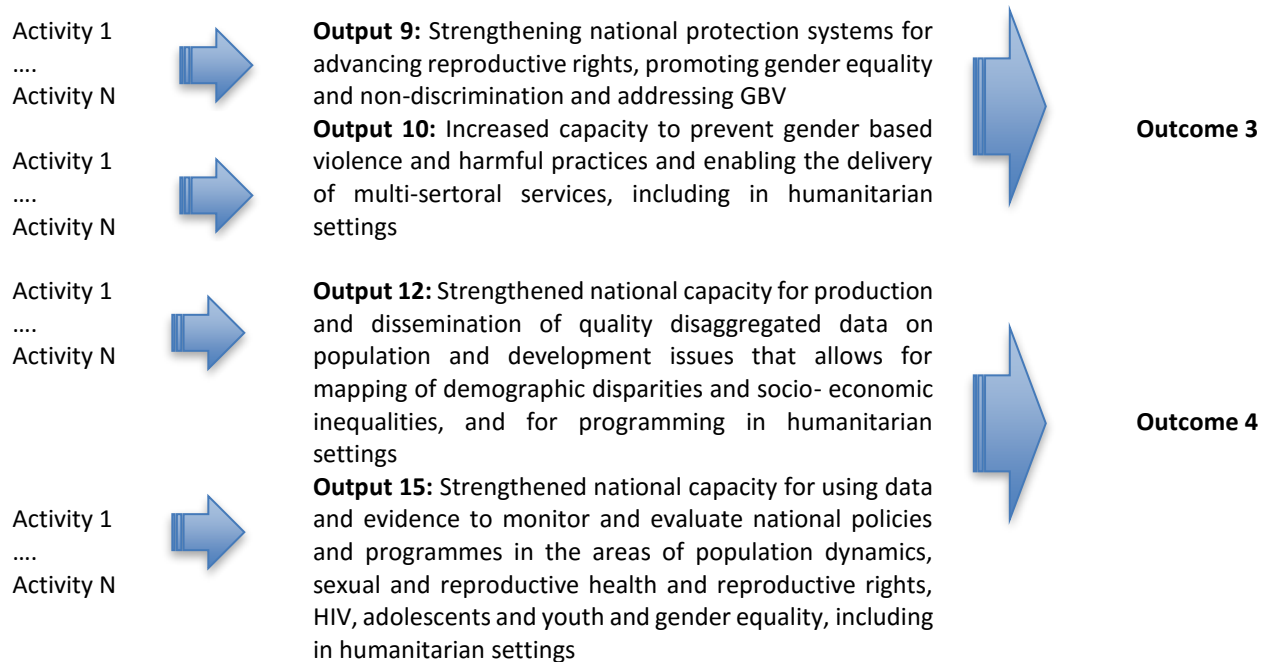 Activity 1
….
Activity N
Output 9: Strengthening national protection systems for
advancing reproductive rights, promoting gender equality
and non-discrimination and addressing GBV
Activity 1
….
Activity N
Output 10: Increased capacity to prevent gender based
violence and harmful practices and enabling the delivery
of multi-sertoral services, including in humanitarian
settings
Outcome 3
Activity 1
….
Activity N
Output 12: Strengthened national capacity for production
and dissemination of quality disaggregated data on
population and development issues that allows for
mapping of demographic disparities and socio- economic
inequalities, and for programming in humanitarian
settings
Activity 1
….
Activity N
Output 15: Strengthened national capacity for using data
and evidence to monitor and evaluate national policies
and programmes in the areas of population dynamics,
sexual and reproductive health and reproductive rights,
HIV, adolescents and youth and gender equality, including
in humanitarian settings
Outcome 4